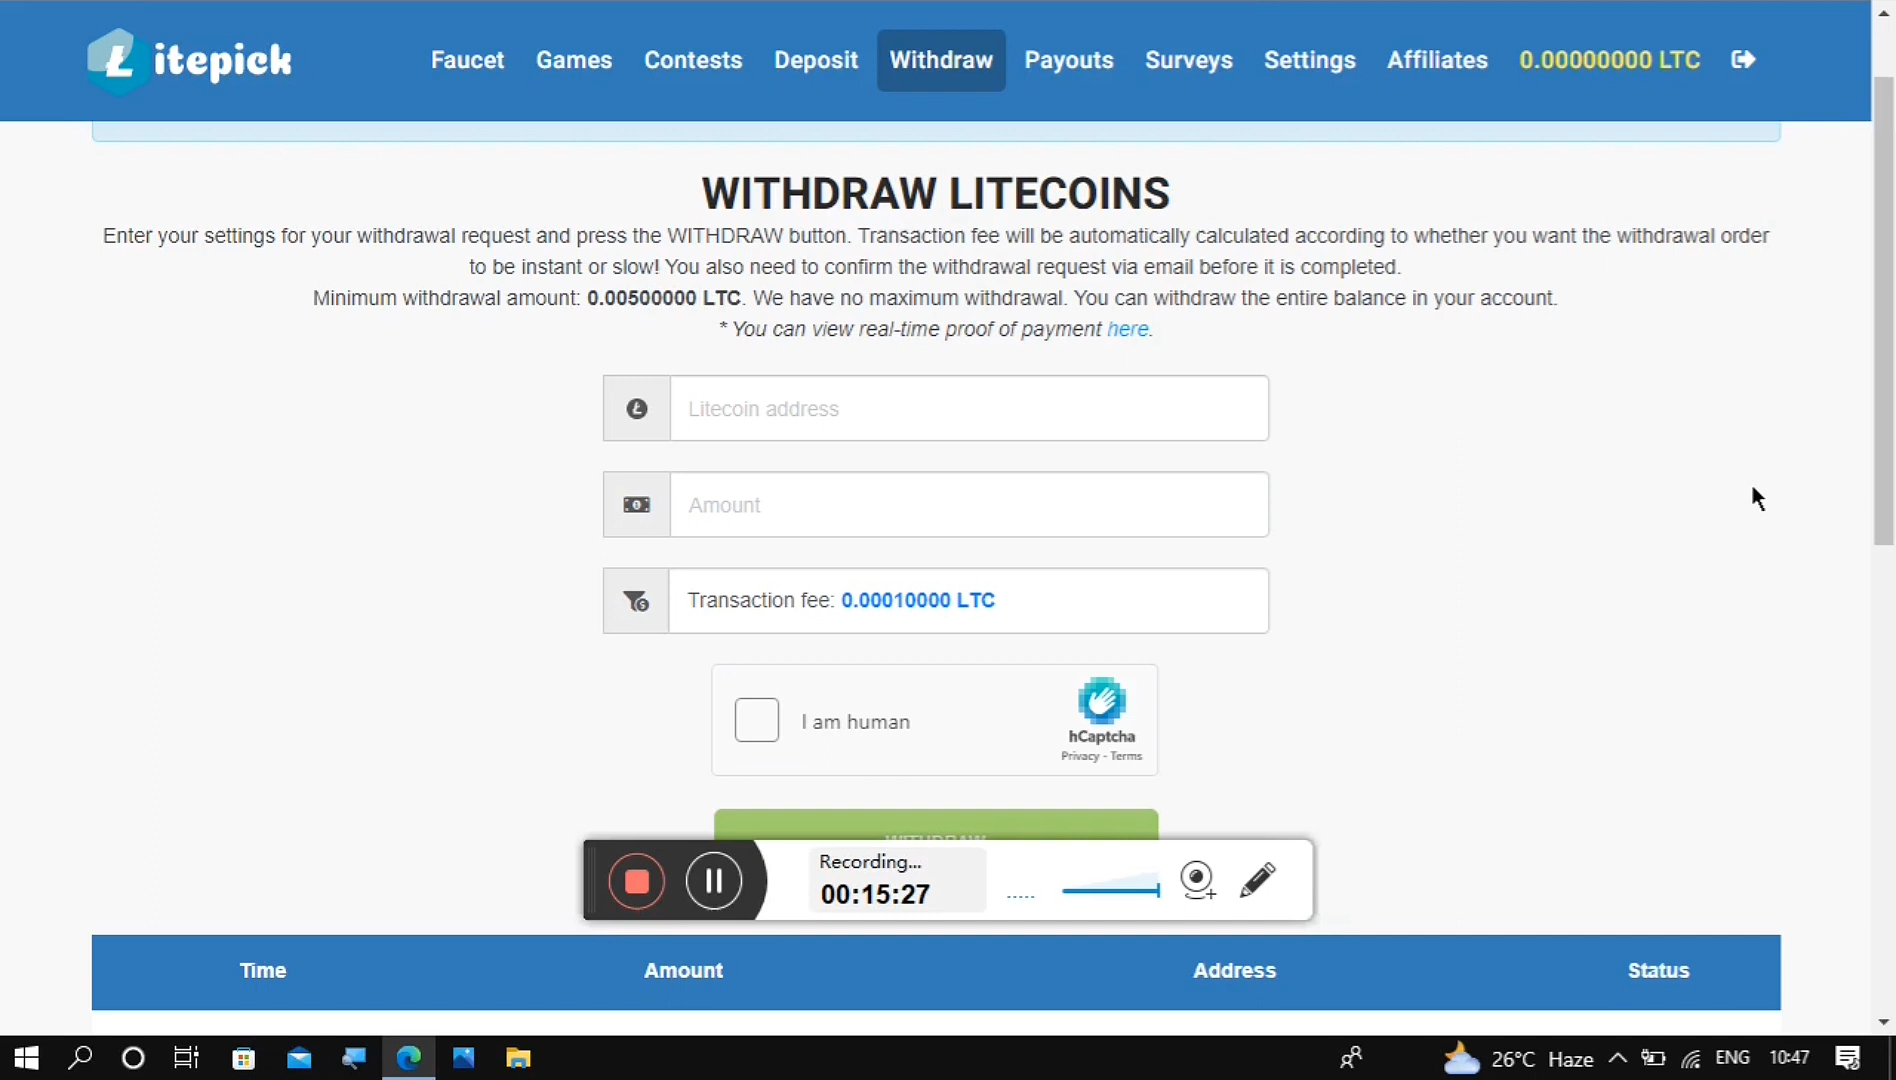 Litepick Faucet Games Contests Deposit Withdraw Payouts Surveys Settings Affiliates 0.00000000 LTC
WITHDRAW LITECOINS
Enter your settings for your withdrawal request and press the WITHDRAW button. Transaction fee will be automatically calculated according to whether you want the withdrawal order
to be instant or slow! You also need to confirm the withdrawal request via email before it is completed.
Minimum withdrawal amount: 0.00500000 LTC. We have no maximum withdrawal. You can withdraw the entire balance in your account.
* You can view real-time proof of payment here.
Litecoin address
Amount
Transaction fee: 0.00010000 LTC
I am human
hCaptcha
Privacy - Terms
WITHDRAW
Recording...
00:15:27
Time Amount Address Status
26°C Haze ENG 10:47